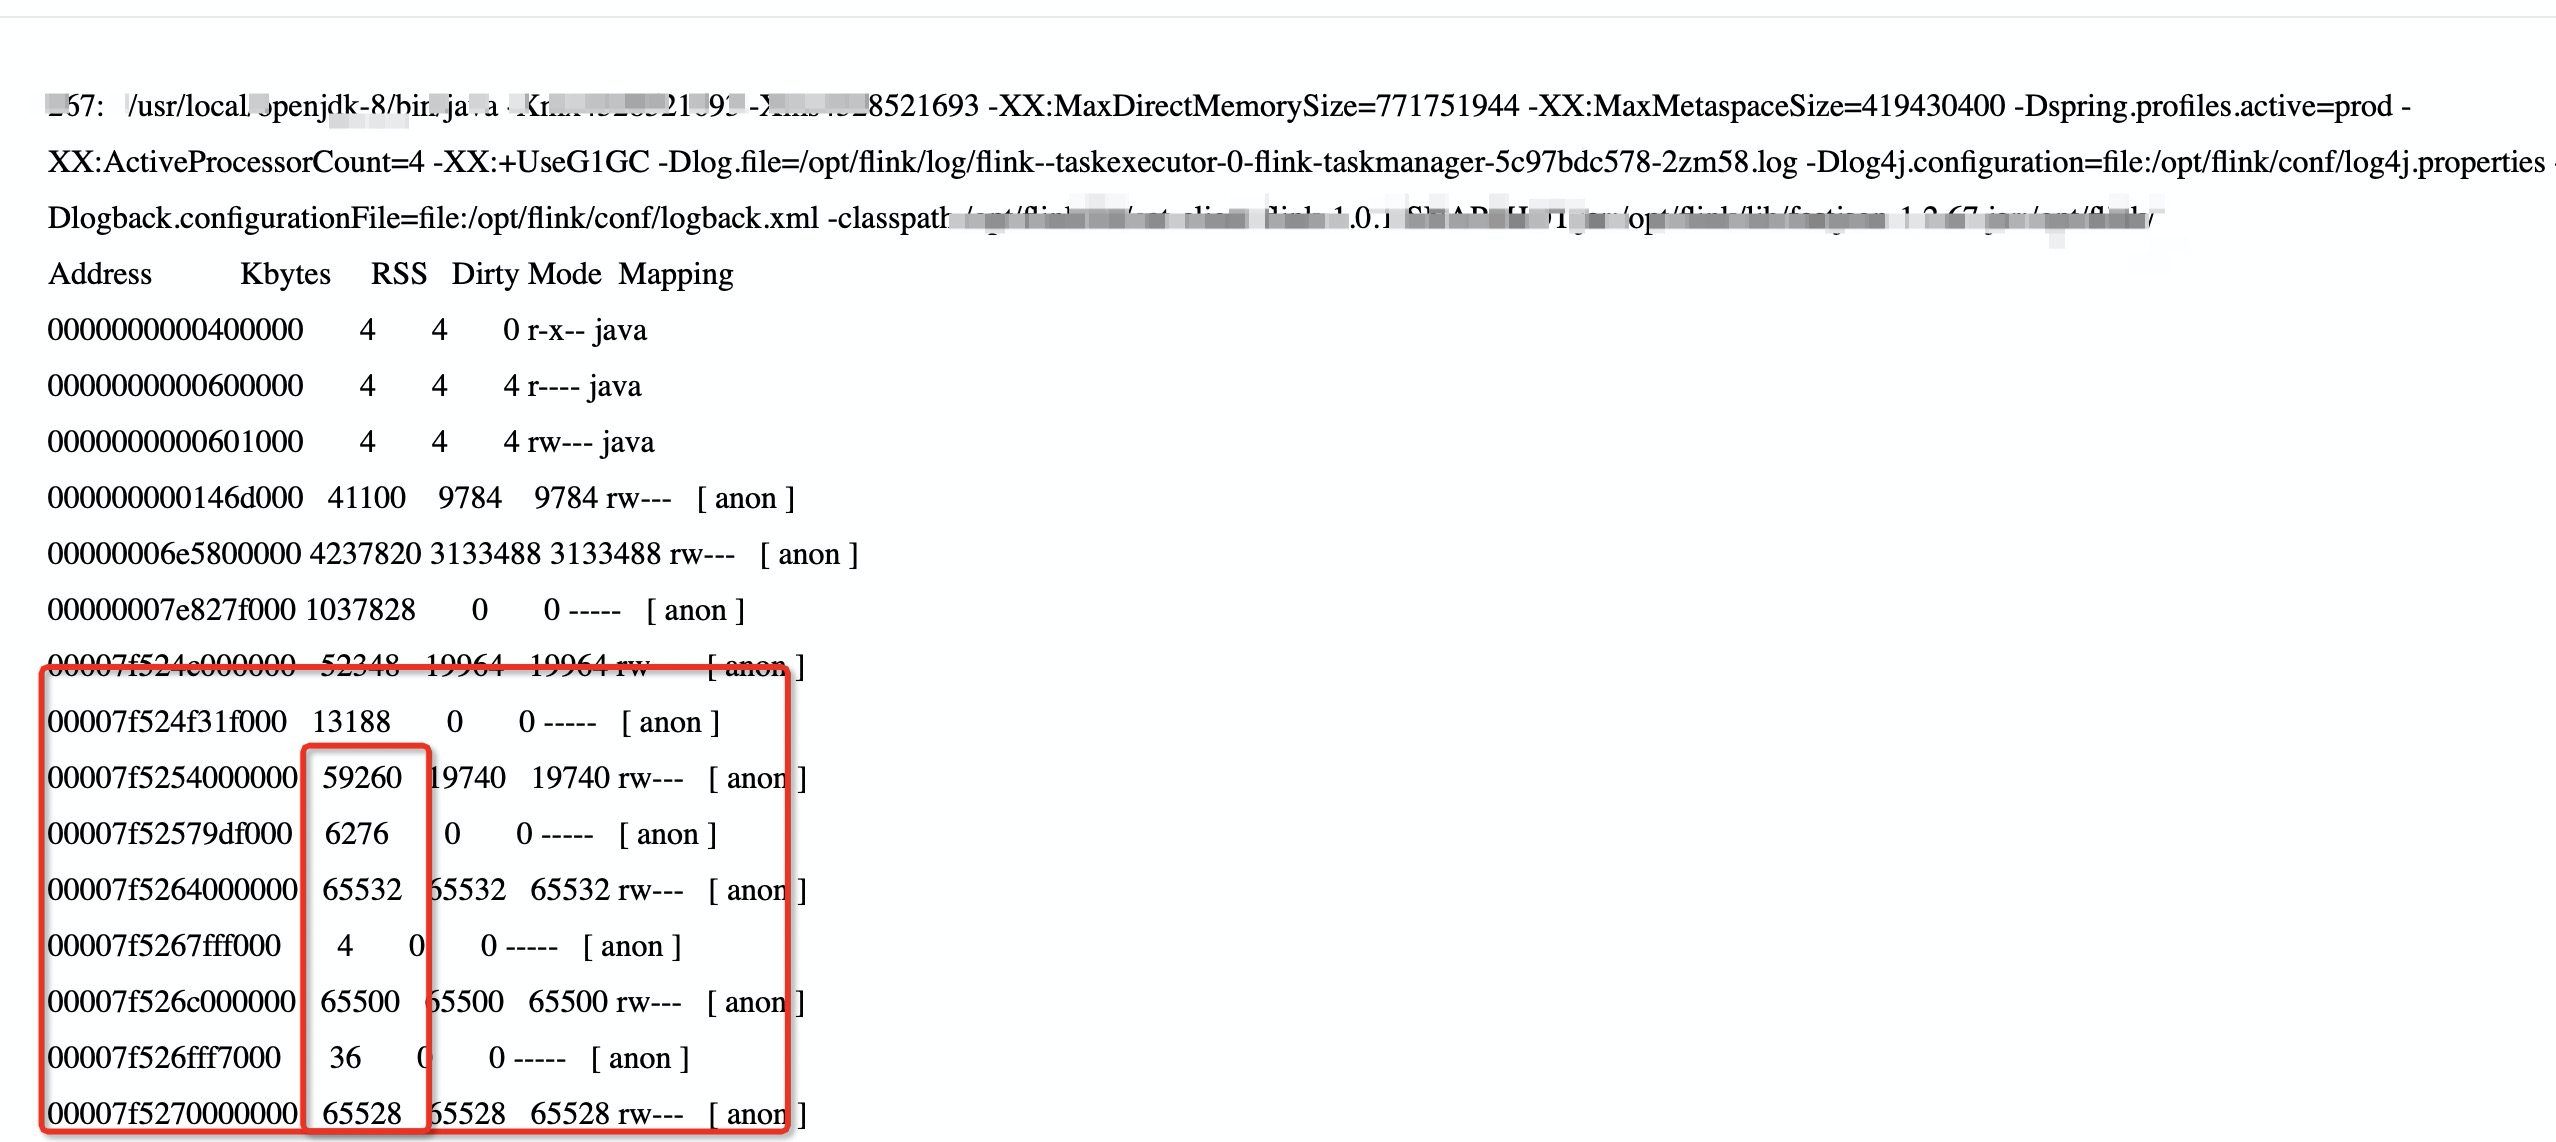 67: /usr/local openjdk-8/bin/java 8521693 -XX:MaxDirectMemorySize=771751944 -XX:MaxMetaspaceSize=419430400 -Dspring.profiles.active=prod -
XX:ActiveProcessorCount=4 -XX:+UseG1GC -Dlog.file=/opt/flink/log/flink--taskexecutor-0-flink-taskmanager-5c97bdc578-2zm58.log -Dlog4j.configuration=file:/opt/flink/conf/log4j.properties -
Dlogback.configurationFile=file:/opt/flink/conf/logback.xml -classpath
Address Kbytes RSS Dirty Mode Mapping
0000000000400000 4 4 0 r-x-- java
0000000000600000 4 4 4 r---- java
0000000000601000 4 4 4 rw--- java
000000000146d000 41100 9784 9784 rw--- [ anon ]
00000006e5800000 4237820 3133488 3133488 rw--- [ anon ]
00000007e827f000 1037828 0 0 ----- [ anon ]
00007f524c000000 52348 19964 19964 rw--- [ anon ]
00007f524f31f000 13188 0 0 ----- [ anon ]
00007f5254000000 59260 19740 19740 rw--- [ anon ]
00007f52579df000 6276 0 0 ----- [ anon ]
00007f5264000000 65532 65532 65532 rw--- [ anon ]
00007f5267fff000 4 0 0 ----- [ anon ]
00007f526c000000 65500 65500 65500 rw--- [ anon ]
00007f526fff7000 36 0 0 ----- [ anon ]
00007f5270000000 65528 65528 65528 rw--- [ anon ]